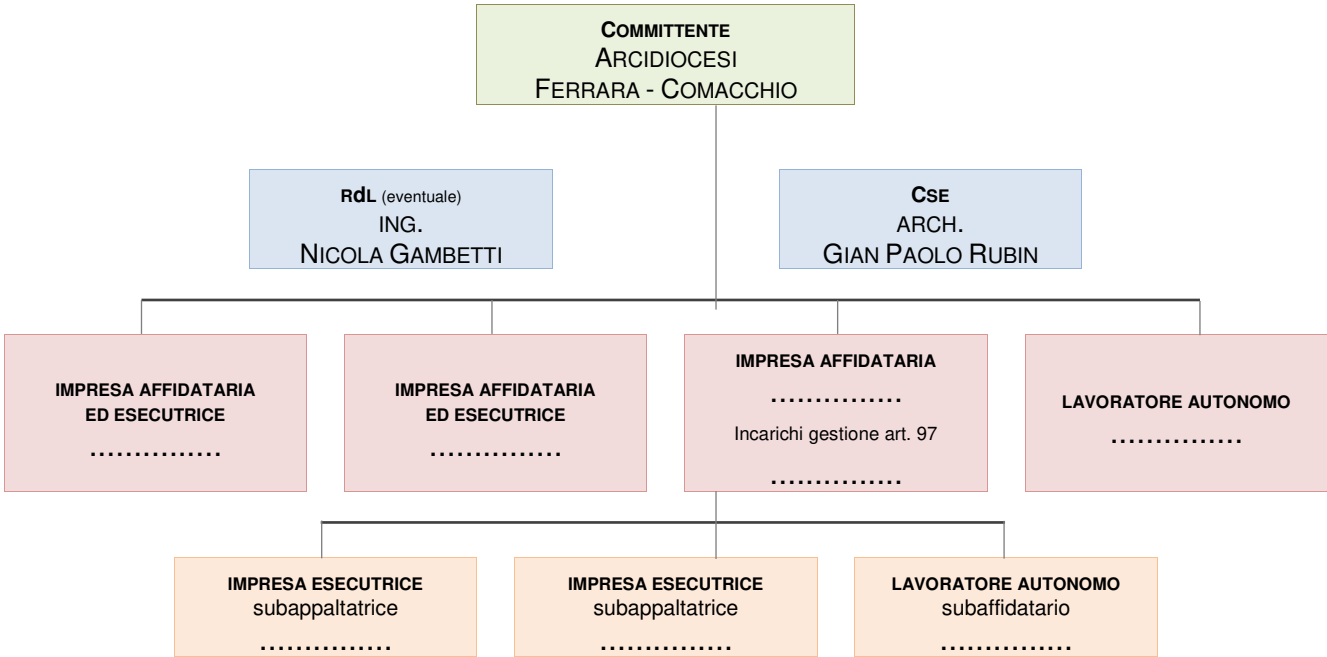 COMMITTENTE
ARCIDIOCESI
FERRARA - COMACCHIO
RdL (eventuale)
ING.
NICOLA GAMBETTI
CSE
ARCH.
GIAN PAOLO RUBIN
IMPRESA AFFIDATARIA
ED ESECUTRICE
...............
IMPRESA AFFIDATARIA
ED ESECUTRICE
...............
IMPRESA AFFIDATARIA
...............
Incarichi gestione art. 97
...............
LAVORATORE AUTONOMO
...............
IMPRESA ESECUTRICE
subappaltatrice
...............
IMPRESA ESECUTRICE
subappaltatrice
...............
LAVORATORE AUTONOMO
subaffidatario
...............